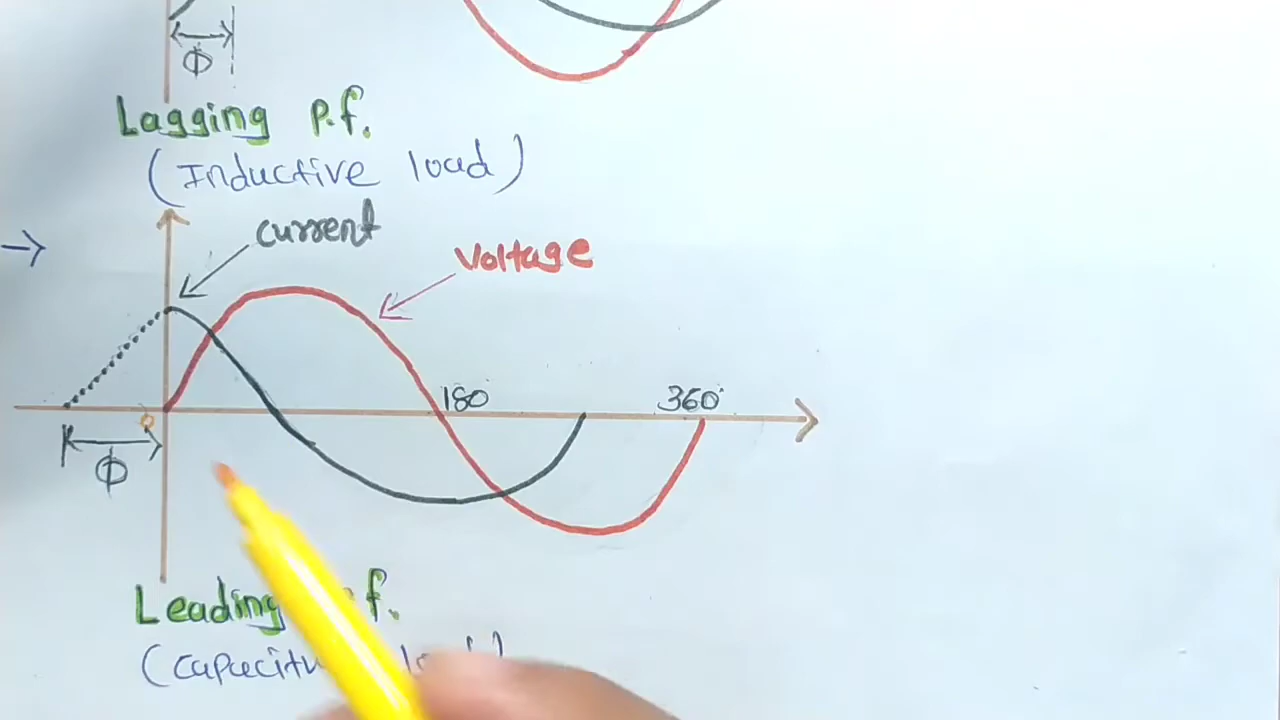 Φ
Lagging P.f.
(Inductive load)
current
Voltage
180°
360°
Φ
Leading